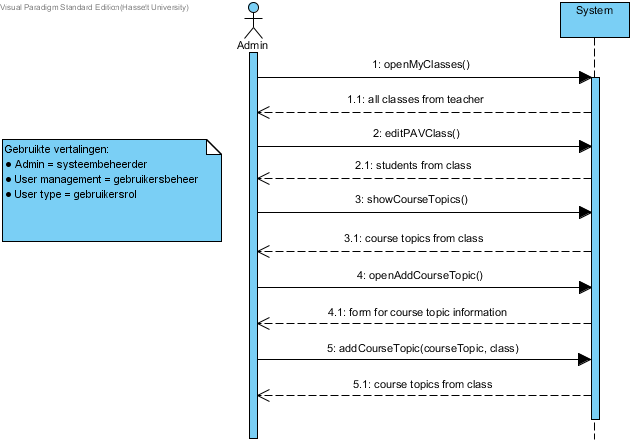 Visual Paradigm Standard Edition(Hasselt University)
System
Admin
1: openMyClasses()
1.1: all classes from teacher
2: editPAVClass()
Gebruikte vertalingen:
● Admin = systeembeheerder
● User management = gebruikersbeheer
● User type = gebruikersrol
2.1: students from class
3: showCourseTopics()
3.1: course topics from class
4: openAddCourseTopic()
4.1: form for course topic information
5: addCourseTopic(courseTopic, class)
5.1: course topics from class